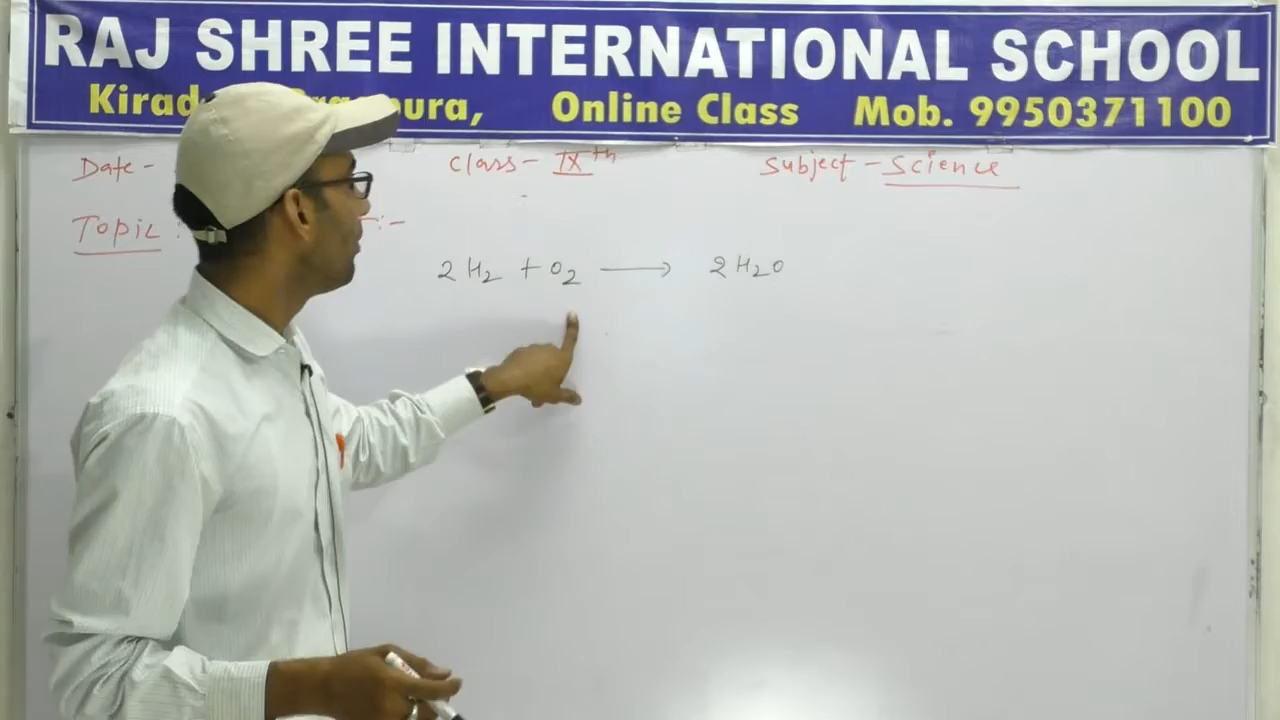 RAJ SHREE INTERNATIONAL SCHOOL
Online Class Mob. 9950371100
Date - Class - IXth Subject - Science
Topic :-
2H2 + O2 ⟶ 2H2O